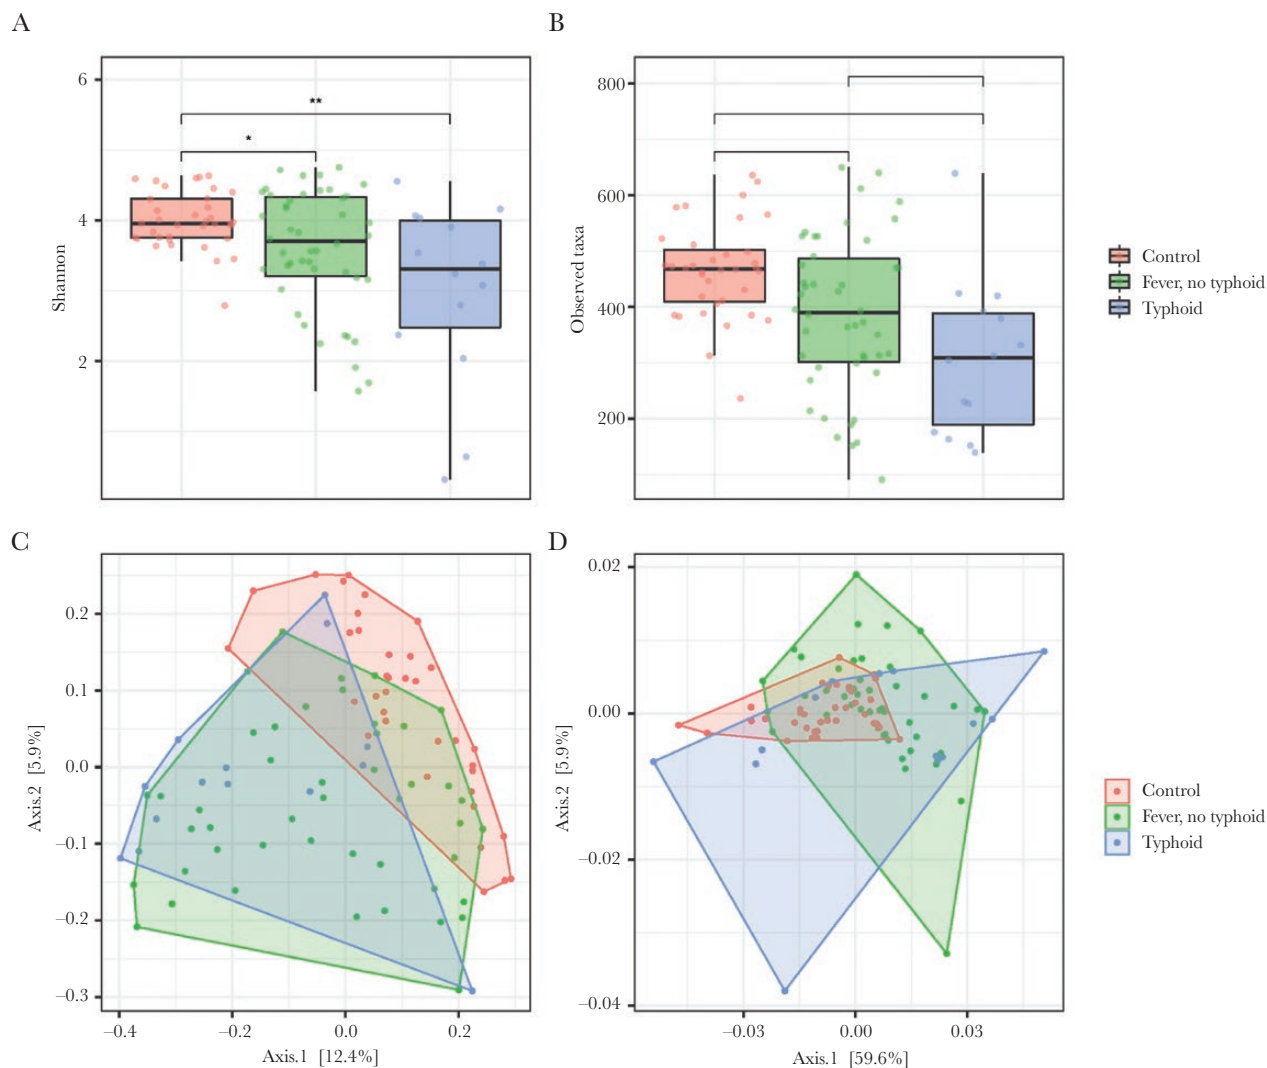 A
B
6
4
2
Shannon
**
*
800
600
400
200
Observed taxa
Control
Fever, no typhoid
Typhoid
C
D
0.2
0.1
0.0
–0.1
–0.2
–0.3
Axis.2 [5.9%]
–0.4
–0.2
0.0
0.2
Axis.1 [12.4%]
0.02
0.00
–0.02
–0.04
Axis.2 [5.9%]
–0.03
0.00
0.03
Axis.1 [59.6%]
Control
Fever, no typhoid
Typhoid